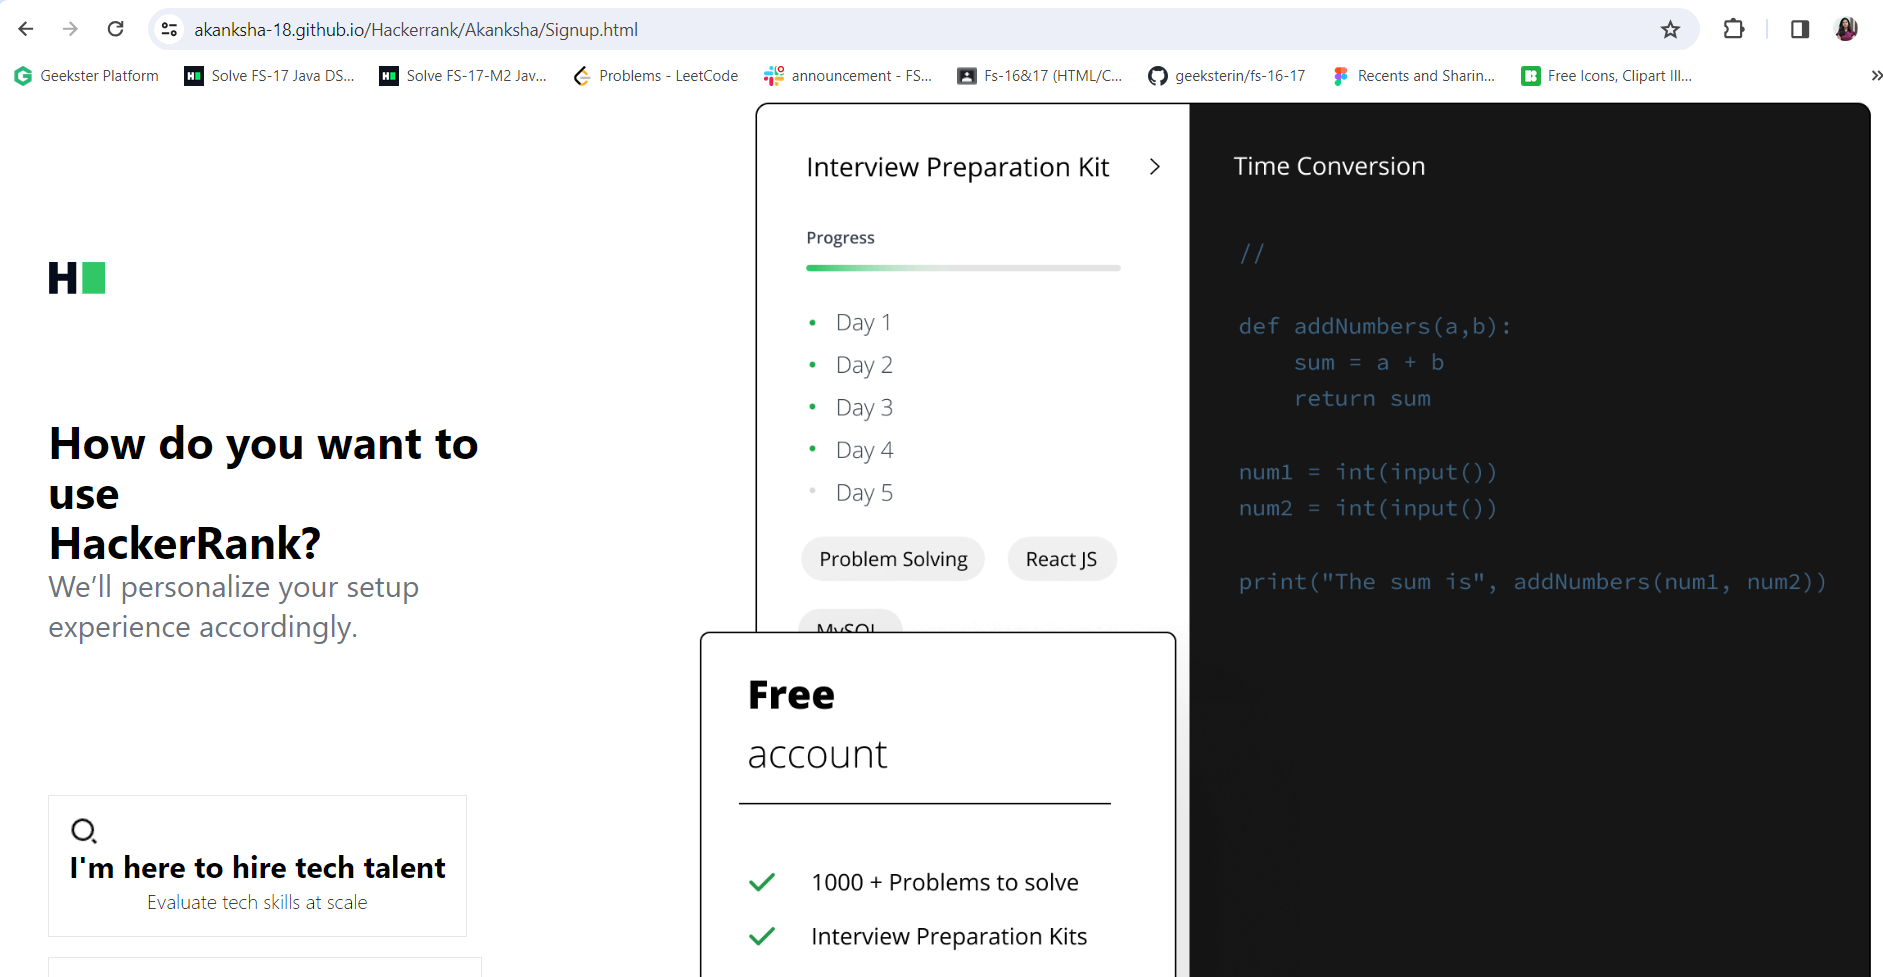 akanksha-18.github.io/Hackerrank/Akanksha/Signup.html
Geekster Platform
Solve FS-17 Java DS...
Solve FS-17-M2 Jav...
Problems - LeetCode
announcement - FS...
Fs-16&17 (HTML/C...
geeksterin/fs-16-17
Recents and Sharin...
Free Icons, Clipart Ill...
H
How do you want to
use
HackerRank?
We’ll personalize your setup
experience accordingly.
I'm here to hire tech talent
Evaluate tech skills at scale
Interview Preparation Kit
Progress
Day 1
Day 2
Day 3
Day 4
Day 5
Problem Solving
React JS
MySQL
Free
account
1000 + Problems to solve
Interview Preparation Kits
Time Conversion
//
def addNumbers(a,b):
sum = a + b
return sum
num1 = int(input())
num2 = int(input())
print("The sum is", addNumbers(num1, num2))